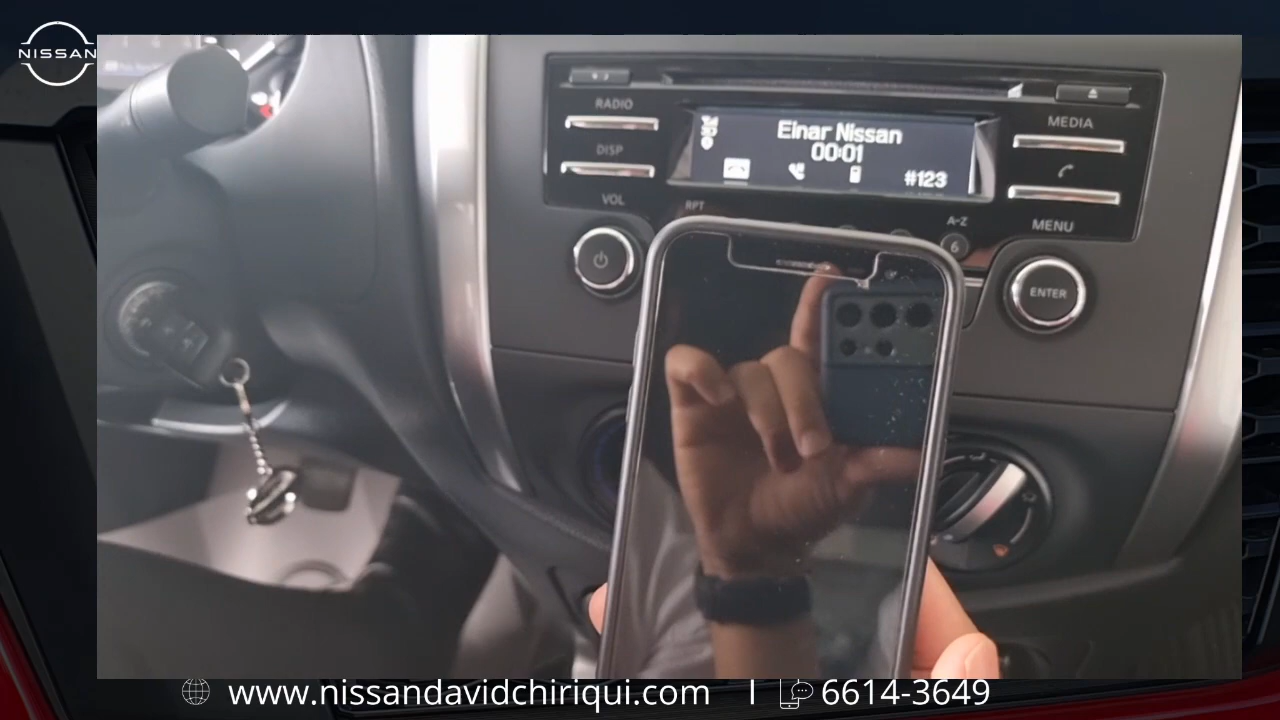 NISSAN
RADIO
MEDIA
Einar Nissan
00:01
#123
DISP
VOL
RPT
A-Z
6
MENU
ENTER
www.nissandavidchiriqui.com | 6614-3649